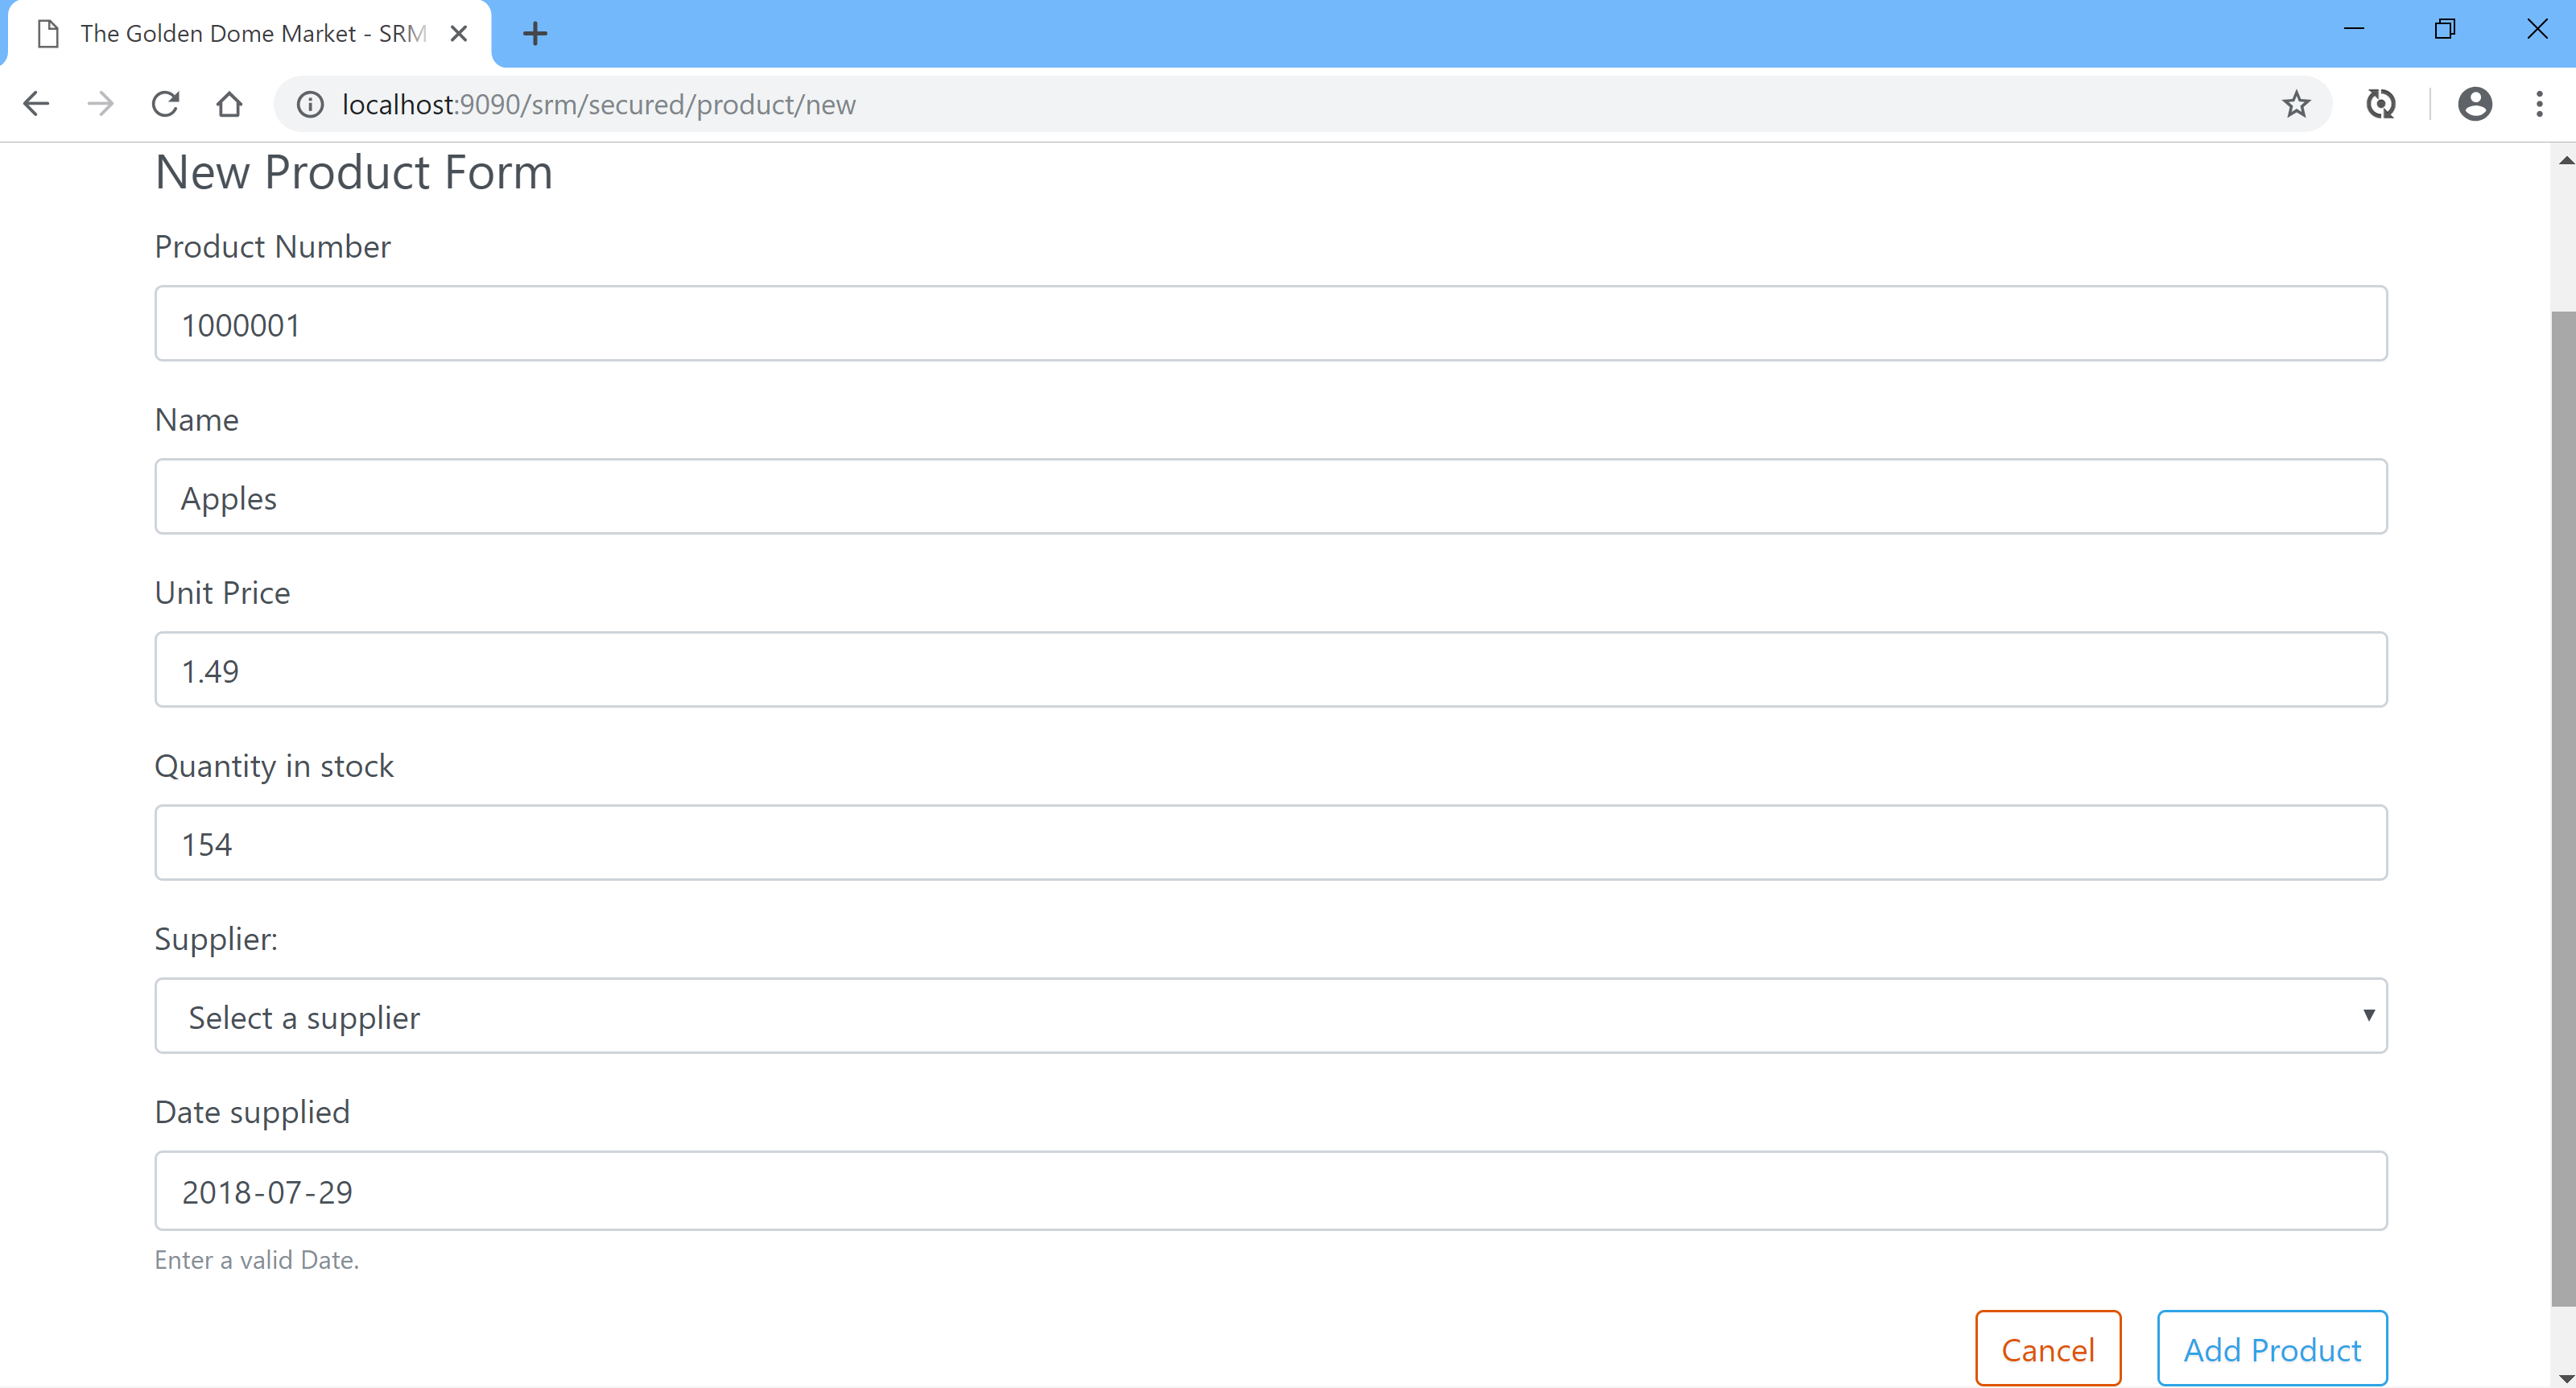 The Golden Dome Market - SRM
localhost:9090/srm/secured/product/new
New Product Form
Product Number
1000001
Name
Apples
Unit Price
1.49
Quantity in stock
154
Supplier:
Select a supplier
Date supplied
2018-07-29
Enter a valid Date.
Cancel Add Product